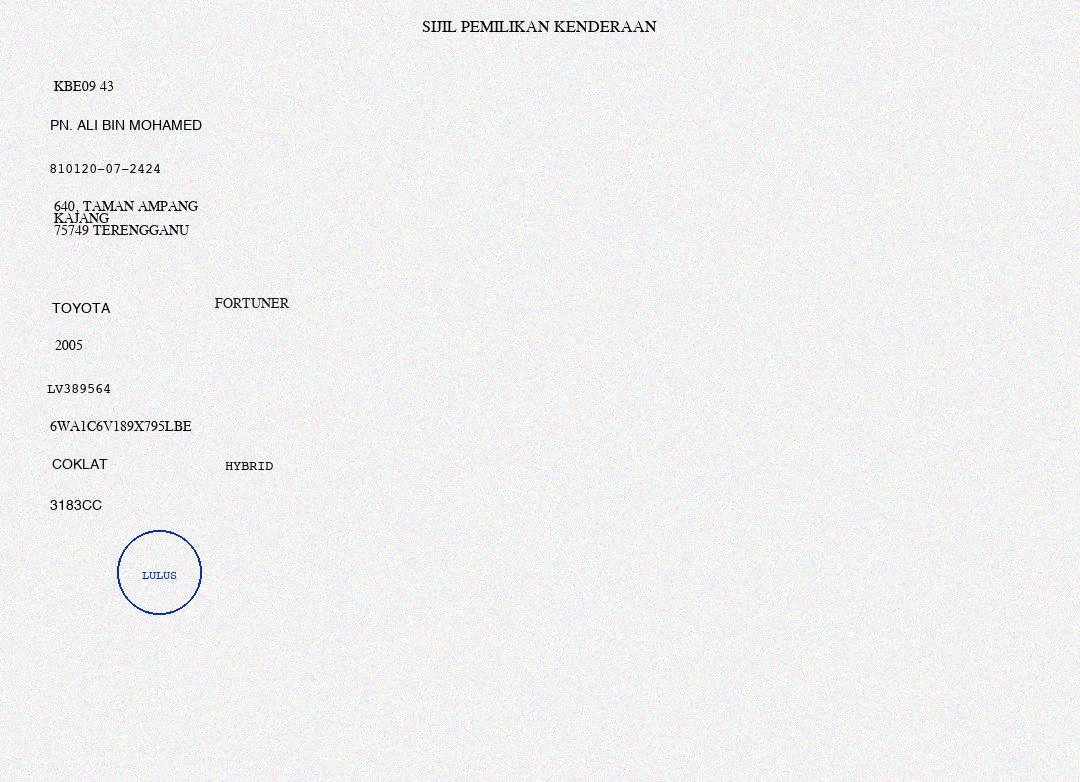 SIJIL PEMILIKAN KENDERAAN
KBE09 43
PN. ALI BIN MOHAMED
810120-07-2424
640, TAMAN AMPANG
KAJANG
75749 TERENGGANU
TOYOTA FORTUNER
2005
LV389564
6WA1C6V189X795LBE
COKLAT HYBRID
3183CC
LULUS